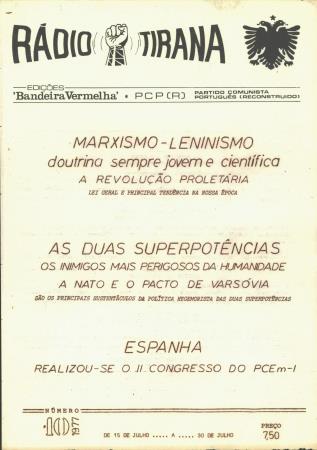 RÁDIO TIRANA
EDIÇÕES
'Bandeira Vermelha' • PCP(R)
PARTIDO COMUNISTA
PORTUGUÊS (RECONSTRUIDO)
MARXISMO-LENINISMO
doutrina sempre jovem e científica
A REVOLUÇÃO PROLETÁRIA
LEI GERAL E PRINCIPAL TENDÊNCIA NA NOSSA ÉPOCA
AS DUAS SUPERPOTÊNCIAS
OS INIMIGOS MAIS PERIGOSOS DA HUMANIDADE
A NATO E O PACTO DE VARSÓVIA
SÃO OS PRINCIPAIS SUSTENTÁCULOS DA POLÍTICA HEGEMONISTA DAS DUAS SUPERPOTÊNCIAS
ESPANHA
REALIZOU-SE O II CONGRESSO DO PCEm-l
NÚMERO
10
1977
DE 15 DE JULHO ..... A ..... 30 DE JULHO
PREÇO
7$50